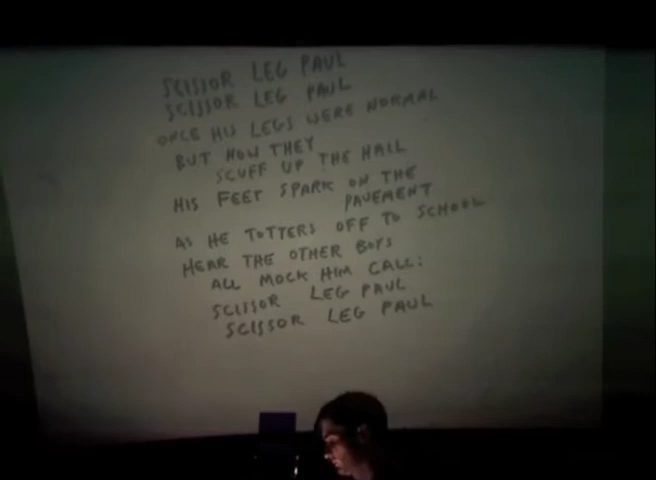 SCISSOR LEG PAUL
SCISSOR LEG PAUL
ONCE HIS LEGS WERE NORMAL
BUT NOW THEY
SCUFF UP THE HALL
HIS FEET SPARK ON THE
PAVEMENT
AS HE TOTTERS OFF TO SCHOOL
HEAR THE OTHER BOYS
ALL MOCK HIM CALL:
SCISSOR LEG PAUL
SCISSOR LEG PAUL